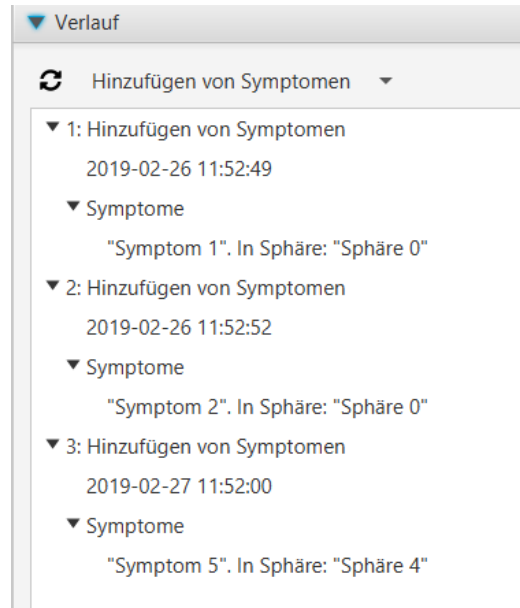 Verlauf
Hinzufügen von Symptomen
1: Hinzufügen von Symptomen
2019-02-26 11:52:49
Symptome
"Symptom 1". In Sphäre: "Sphäre 0"
2: Hinzufügen von Symptomen
2019-02-26 11:52:52
Symptome
"Symptom 2". In Sphäre: "Sphäre 0"
3: Hinzufügen von Symptomen
2019-02-27 11:52:00
Symptome
"Symptom 5". In Sphäre: "Sphäre 4"